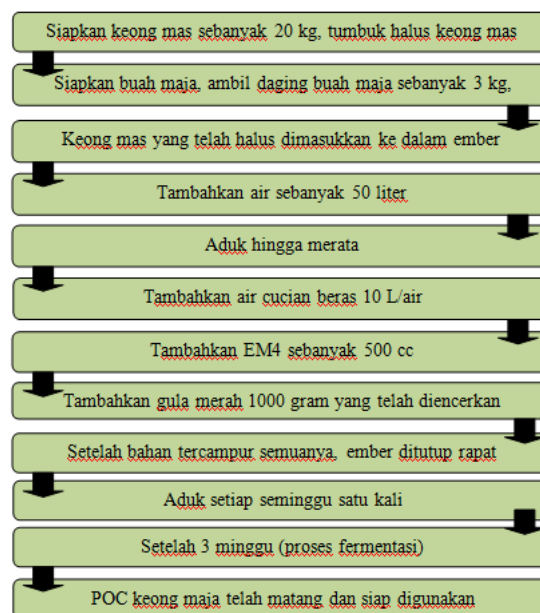 Siapkan keong mas sebanyak 20 kg, tumbuk halus keong mas
Siapkan buah maja, ambil daging buah maja sebanyak 3 kg,
Keong mas yang telah halus dimasukkan ke dalam ember
Tambahkan air sebanyak 50 liter
Aduk hingga merata
Tambahkan air cucian beras 10 L/air
Tambahkan EM4 sebanyak 500 cc
Tambahkan gula merah 1000 gram yang telah diencerkan
Setelah bahan tercampur semuanya, ember ditutup rapat
Aduk setiap seminggu satu kali
Setelah 3 minggu (proses fermentasi)
POC keong maja telah matang dan siap digunakan